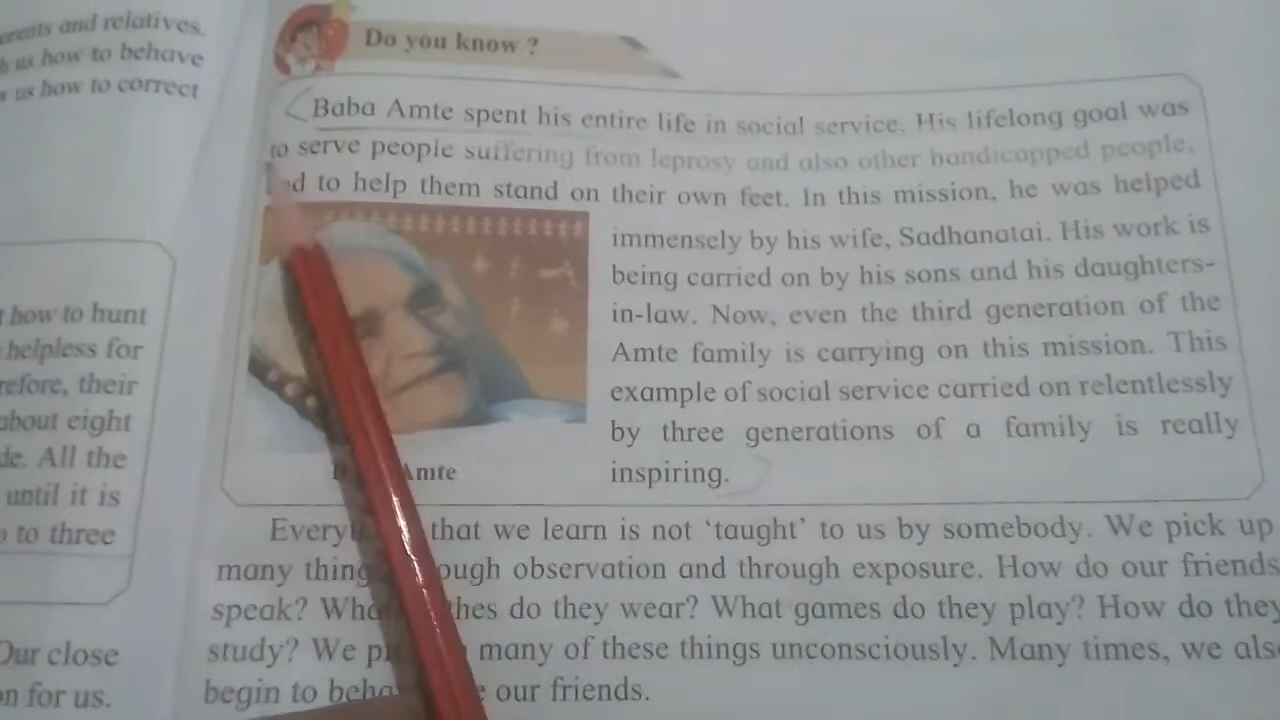 arents and relatives.
us how to behave
us how to correct
how to hunt
helpless for
refore, their
about eight
de. All the
until it is
to three
Our close
on for us.
Do you know ?
Baba Amte spent his entire life in social service. His lifelong goal was
to serve people suffering from leprosy and also other handicapped people,
to help them stand on their own feet. In this mission, he was helped
immensely by his wife, Sadhanatai. His work is
being carried on by his sons and his daughters-
in-law. Now, even the third generation of the
Amte family is carrying on this mission. This
example of social service carried on relentlessly
by three generations of a family is really
inspiring.
Amte
that we learn is not 'taught' to us by somebody. We pick up
many observation and through exposure. How do our friends
speak? do they wear? What games do they play? How do they
study? We many of these things unconsciously. Many times, we
begin to our friends.